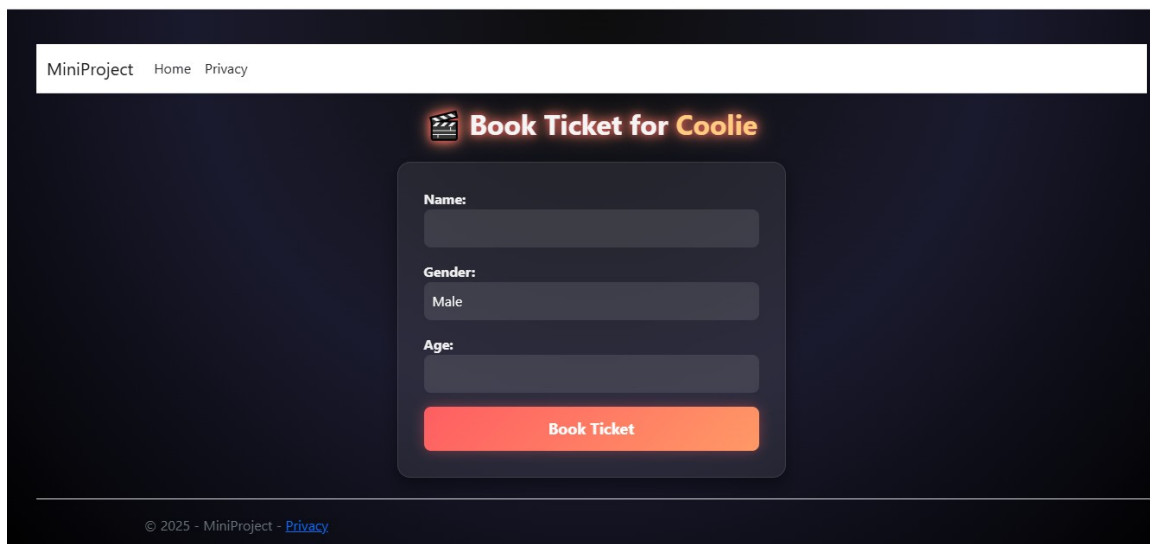 MiniProject Home Privacy
🎬 Book Ticket for Coolie
Name:
Gender:
Male
Age:
Book Ticket
© 2025 - MiniProject - Privacy